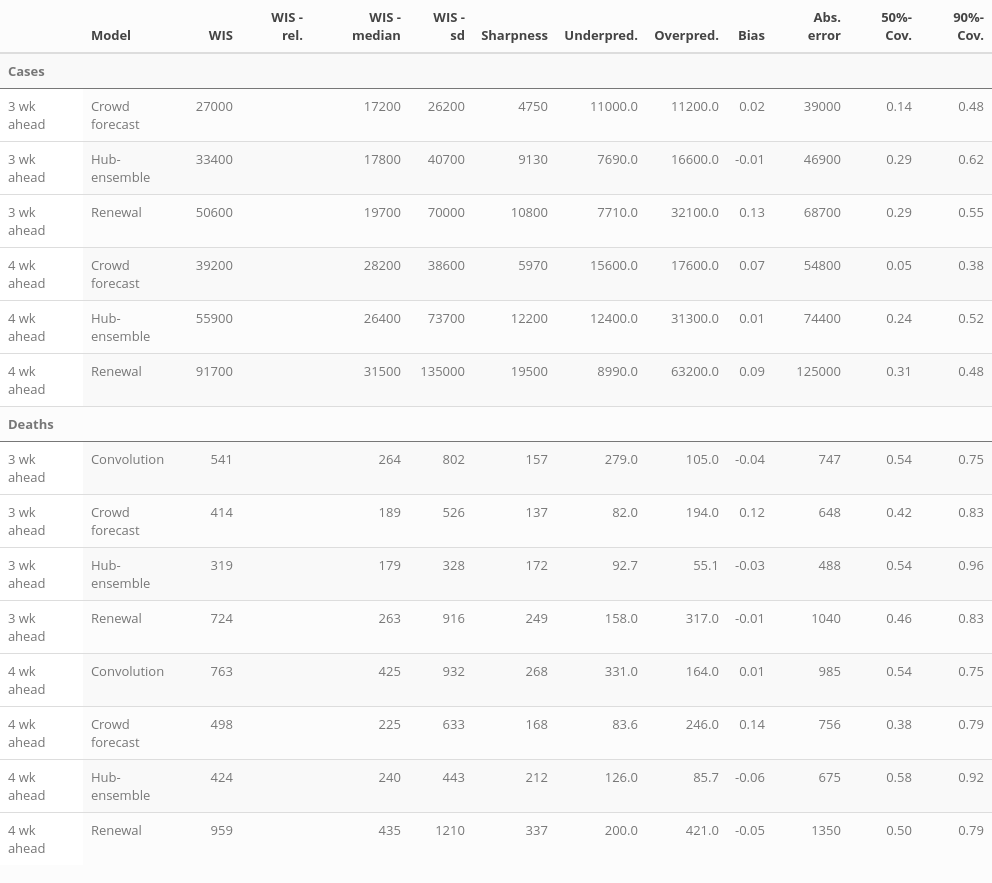 Model WIS WIS - rel. WIS - median WIS - sd Sharpness Underpred. Overpred. Bias Abs. error 50%-Cov. 90%-Cov.
Cases
3 wk ahead Crowd forecast 27000 17200 26200 4750 11000.0 11200.0 0.02 39000 0.14 0.48
3 wk ahead Hub-ensemble 33400 17800 40700 9130 7690.0 16600.0 -0.01 46900 0.29 0.62
3 wk ahead Renewal 50600 19700 70000 10800 7710.0 32100.0 0.13 68700 0.29 0.55
4 wk ahead Crowd forecast 39200 28200 38600 5970 15600.0 17600.0 0.07 54800 0.05 0.38
4 wk ahead Hub-ensemble 55900 26400 73700 12200 12400.0 31300.0 0.01 74400 0.24 0.52
4 wk ahead Renewal 91700 31500 135000 19500 8990.0 63200.0 0.09 125000 0.31 0.48
Deaths
3 wk ahead Convolution 541 264 802 157 279.0 105.0 -0.04 747 0.54 0.75
3 wk ahead Crowd forecast 414 189 526 137 82.0 194.0 0.12 648 0.42 0.83
3 wk ahead Hub-ensemble 319 179 328 172 92.7 55.1 -0.03 488 0.54 0.96
3 wk ahead Renewal 724 263 916 249 158.0 317.0 -0.01 1040 0.46 0.83
4 wk ahead Convolution 763 425 932 268 331.0 164.0 0.01 985 0.54 0.75
4 wk ahead Crowd forecast 498 225 633 168 83.6 246.0 0.14 756 0.38 0.79
4 wk ahead Hub-ensemble 424 240 443 212 126.0 85.7 -0.06 675 0.58 0.92
4 wk ahead Renewal 959 435 1210 337 200.0 421.0 -0.05 1350 0.50 0.79